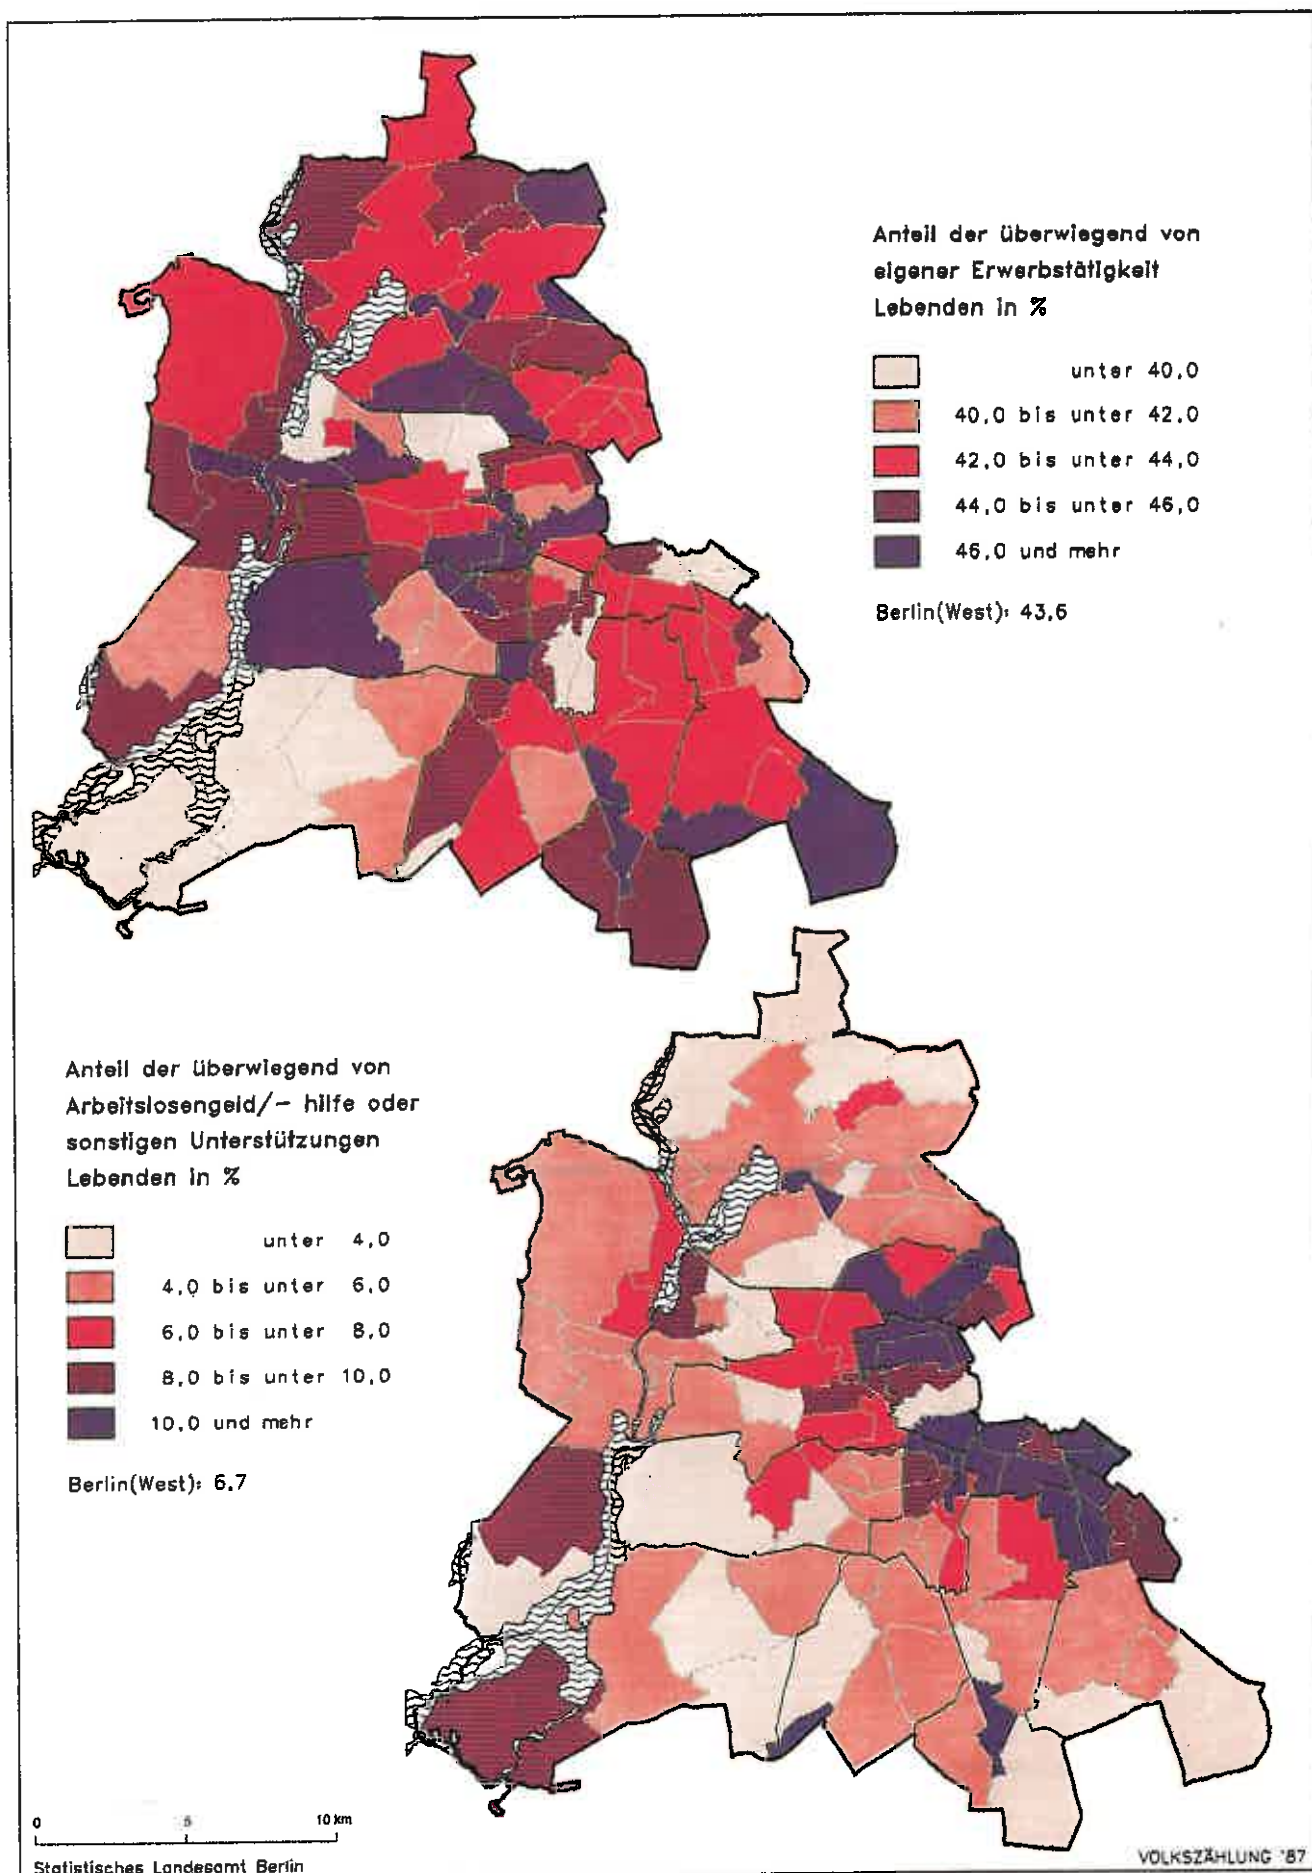 Anteil der überwiegend von
eigener Erwerbstätigkeit
Lebenden in %
unter 40,0
40,0 bis unter 42,0
42,0 bis unter 44,0
44,0 bis unter 46,0
46,0 und mehr
Berlin(West): 43,6
Anteil der überwiegend von
Arbeitslosengeld/- hilfe oder
sonstigen Unterstützungen
Lebenden in %
unter 4,0
4,0 bis unter 6,0
6,0 bis unter 8,0
8,0 bis unter 10,0
10,0 und mehr
Berlin(West): 6,7
0 5 10 km
Statistisches Landesamt Berlin
VOLKSZÄHLUNG '87